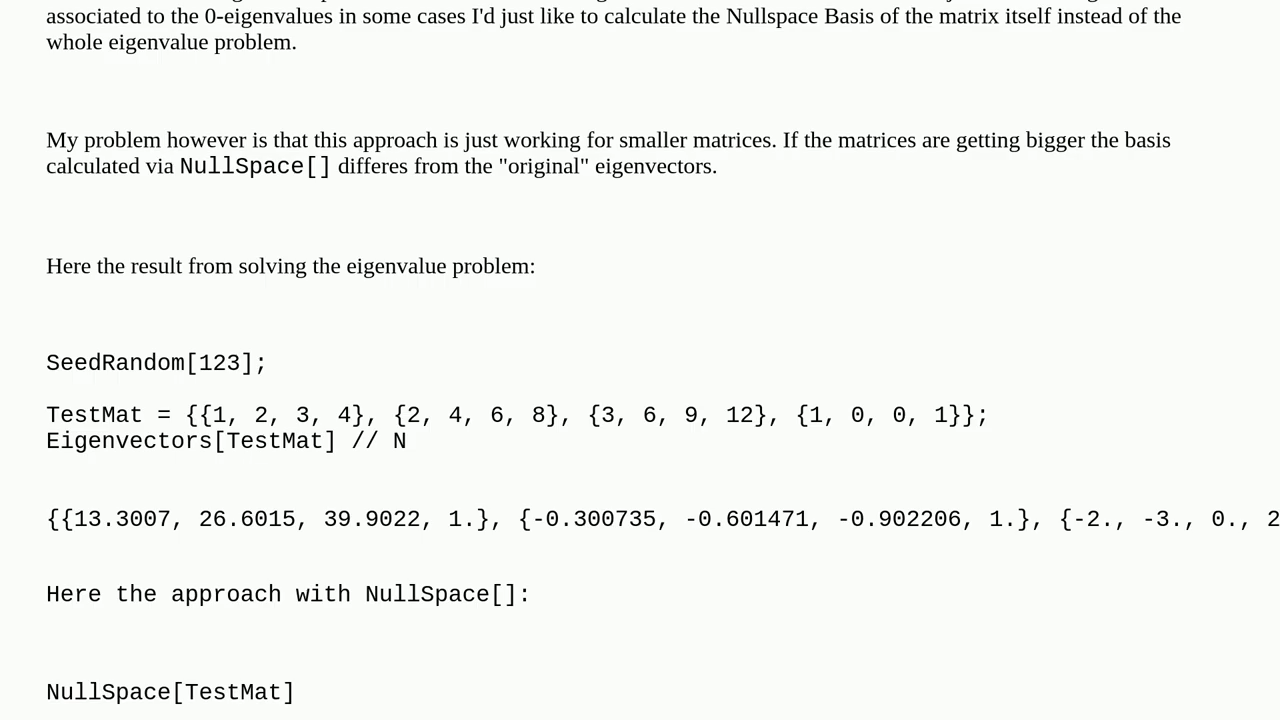 associated to the 0-eigenvalues in some cases I'd just like to calculate the Nullspace Basis of the matrix itself instead of the
whole eigenvalue problem.
My problem however is that this approach is just working for smaller matrices. If the matrices are getting bigger the basis
calculated via NullSpace[] differes from the "original" eigenvectors.
Here the result from solving the eigenvalue problem:
SeedRandom[123];
TestMat = {{1, 2, 3, 4}, {2, 4, 6, 8}, {3, 6, 9, 12}, {1, 0, 0, 1}};
Eigenvectors[TestMat] // N
{{13.3007, 26.6015, 39.9022, 1.}, {-0.300735, -0.601471, -0.902206, 1.}, {-2., -3., 0., 2
Here the approach with NullSpace[]:
NullSpace[TestMat]